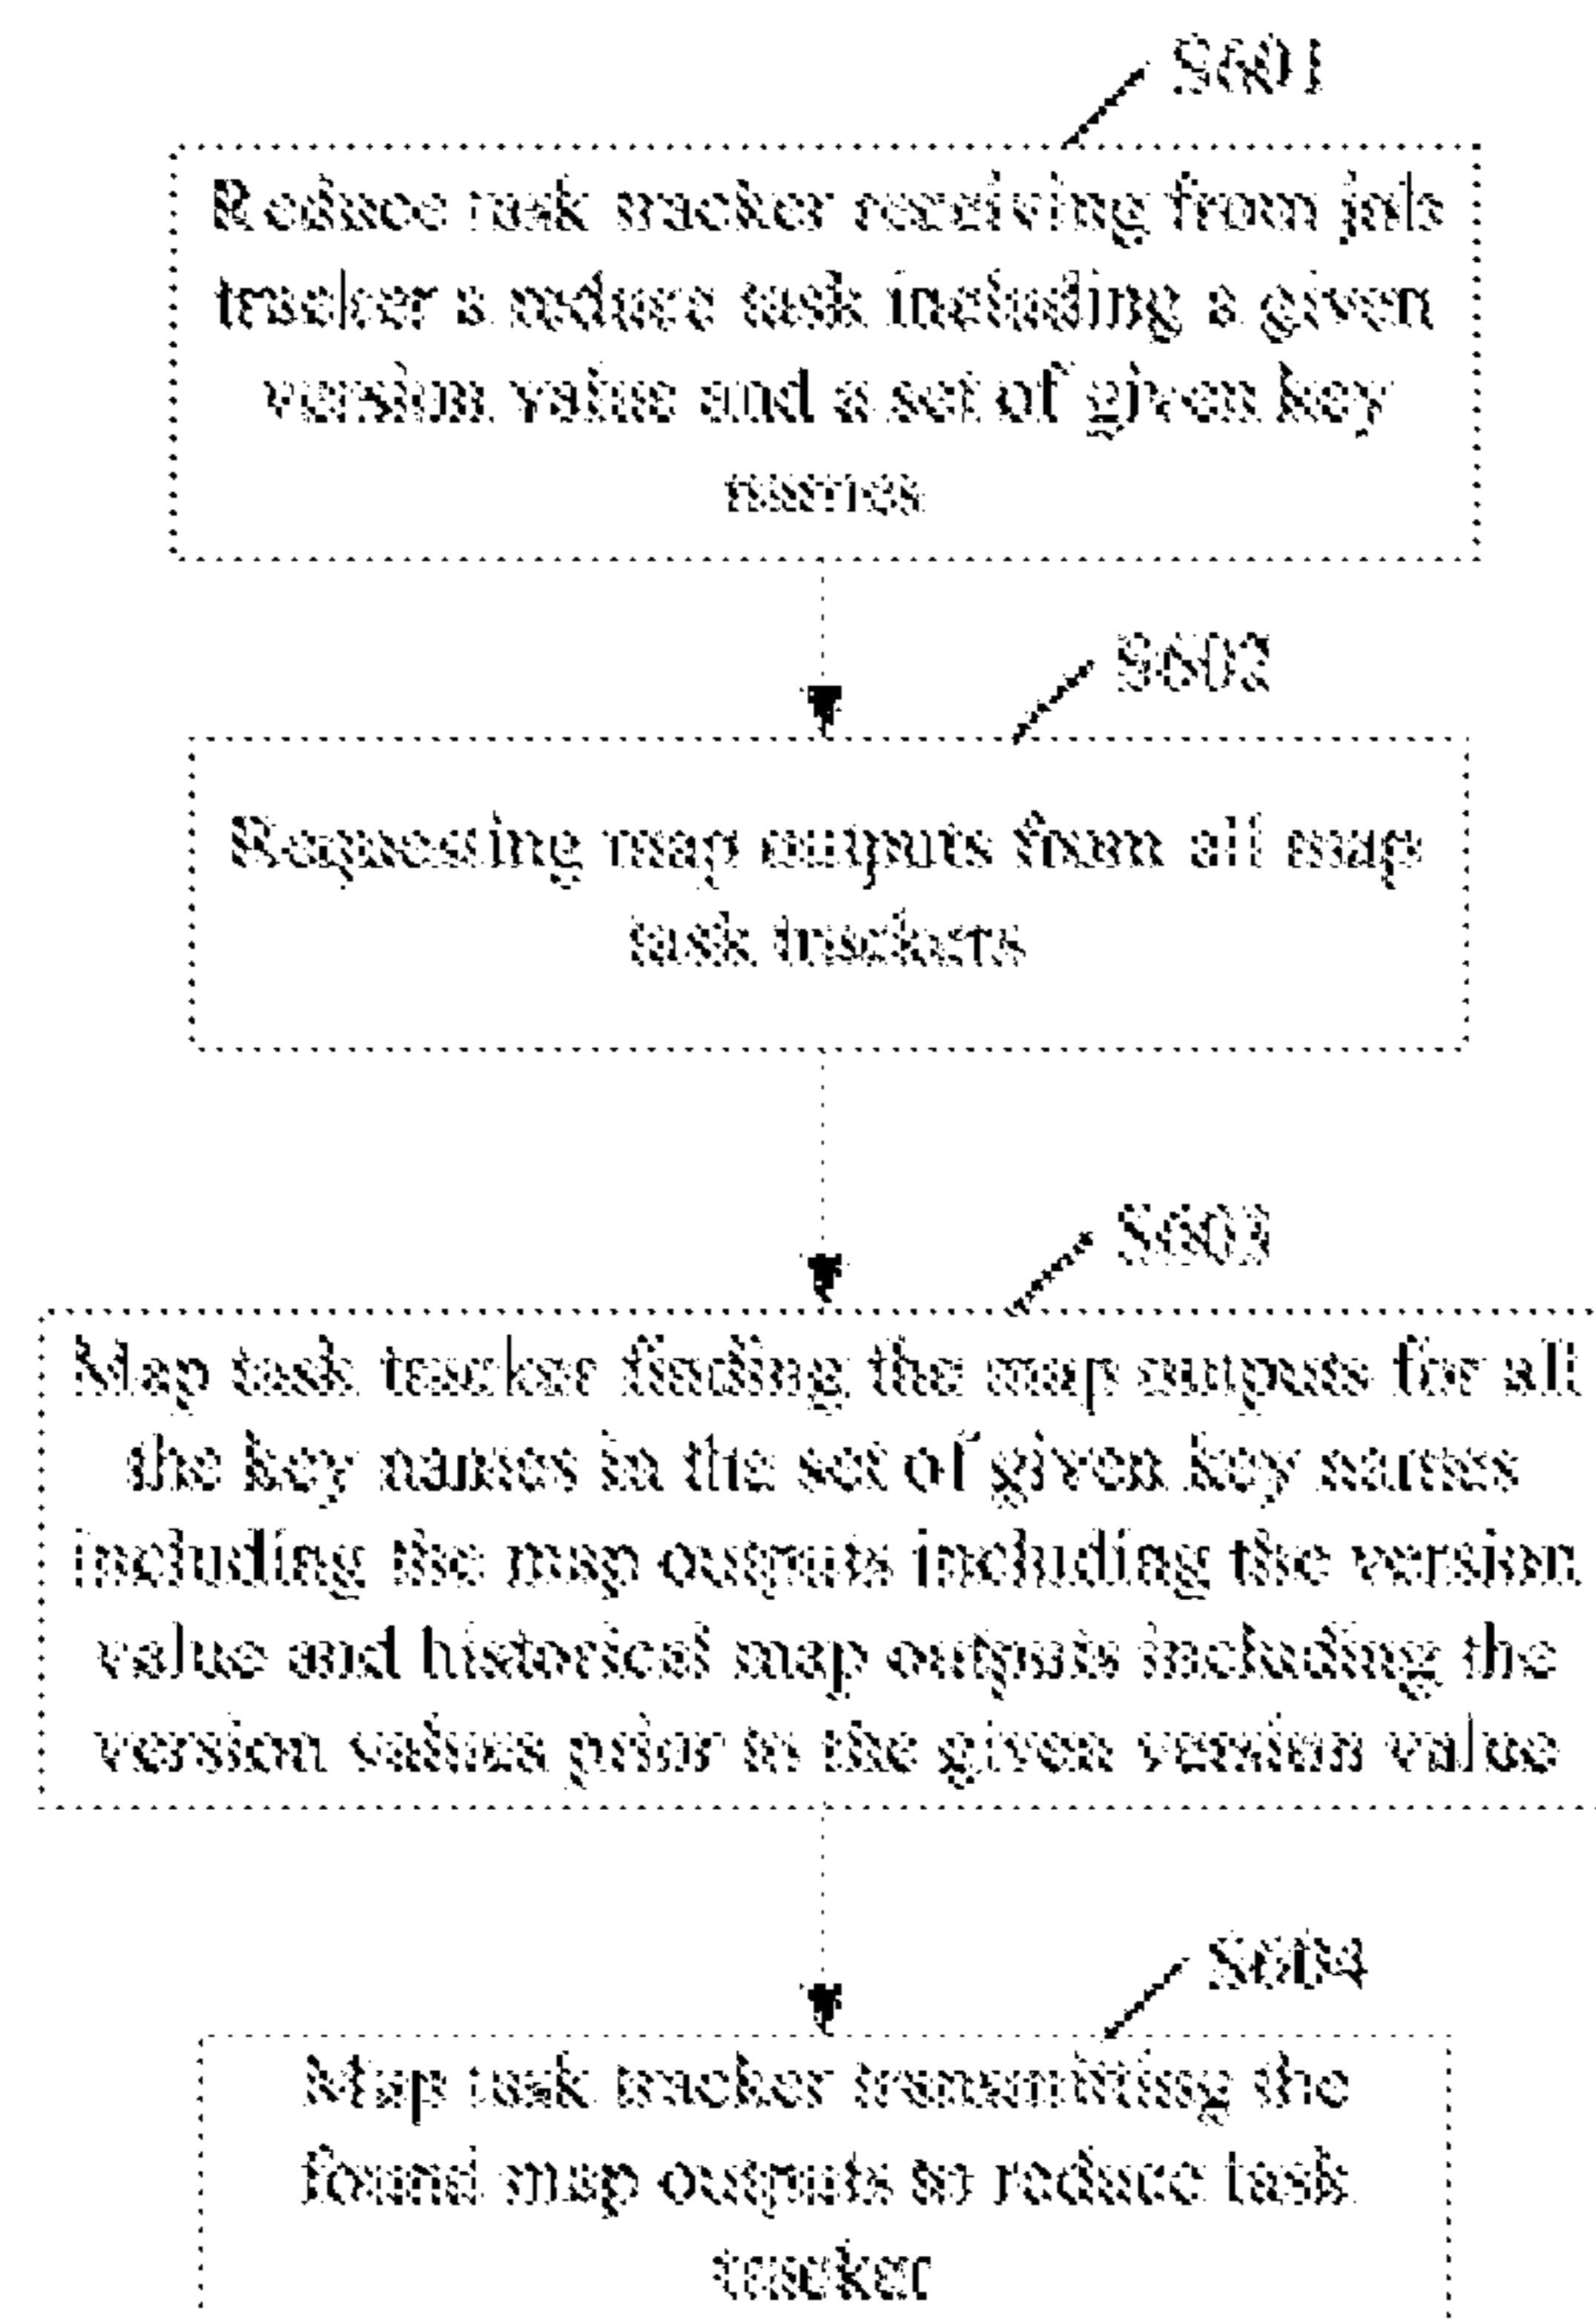 S601
Reduce task tracker receiving from job
tracker a reduce task including a given
version value and a set of given key
names
S602
Requesting map outputs from all map
task trackers
S603
Map task tracker finding the map outputs for all
the key names in the set of given key names
including the map outputs including the version
value and historical map outputs including the
version values prior to the given version value
S604
Map task tracker transmitting the
found map outputs to reduce task
tracker